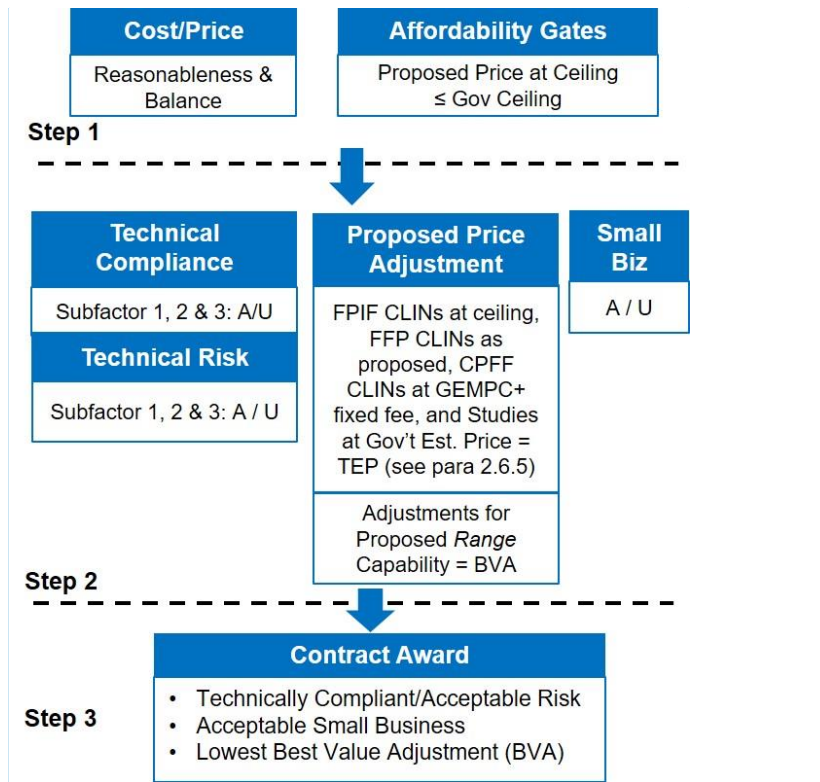 Cost/Price
Reasonableness &
Balance
Affordability Gates
Proposed Price at Ceiling
≤ Gov Ceiling
Step 1
Technical
Compliance
Subfactor 1, 2 & 3: A/U
Technical Risk
Subfactor 1, 2 & 3: A / U
Proposed Price
Adjustment
FPIF CLINs at ceiling,
FFP CLINs as
proposed, CPFF
CLINs at GEMPC+
fixed fee, and Studies
at Gov’t Est. Price =
TEP (see para 2.6.5)
Adjustments for
Proposed Range
Capability = BVA
Small
Biz
A / U
Step 2
Contract Award
• Technically Compliant/Acceptable Risk
• Acceptable Small Business
• Lowest Best Value Adjustment (BVA)
Step 3